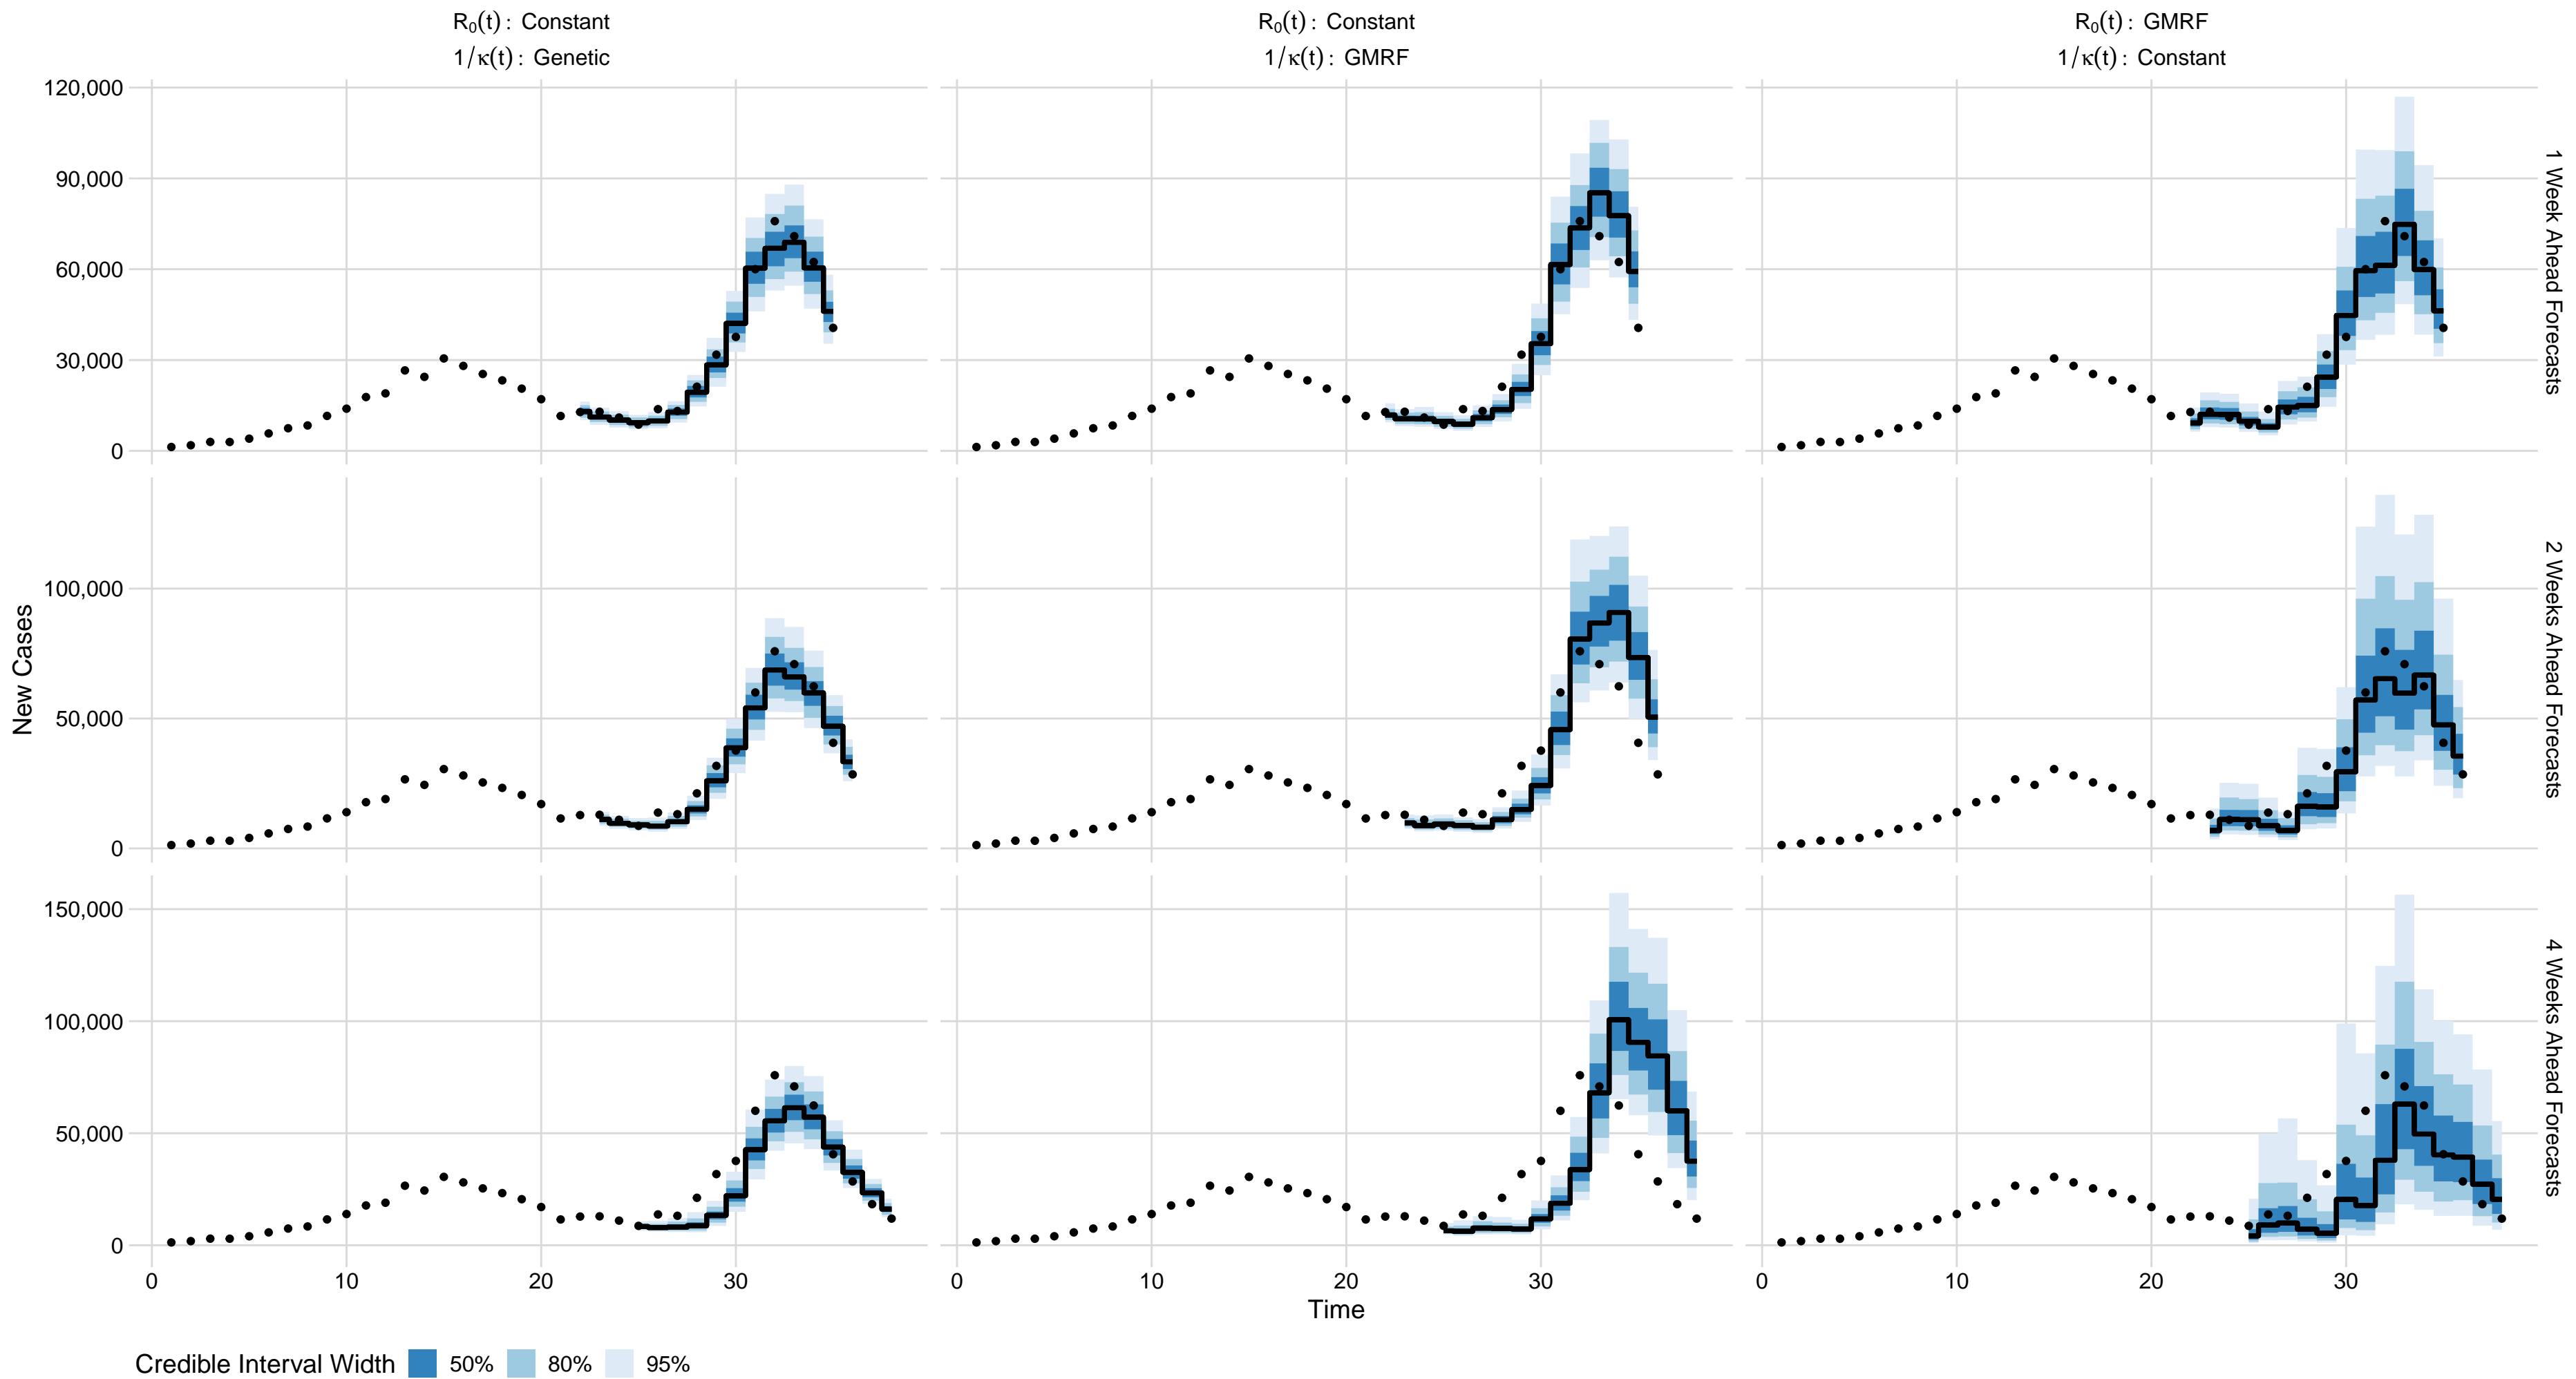 R₀(t): Constant
1/κ(t): Genetic
R₀(t): Constant
1/κ(t): GMRF
R₀(t): GMRF
1/κ(t): Constant
120,000
90,000
60,000
30,000
0
1 Week Ahead Forecasts
100,000
50,000
0
2 Weeks Ahead Forecasts
New Cases
150,000
100,000
50,000
0
4 Weeks Ahead Forecasts
0 10 20 30
0 10 20 30
0 10 20 30
Time
Credible Interval Width 50% 80% 95%